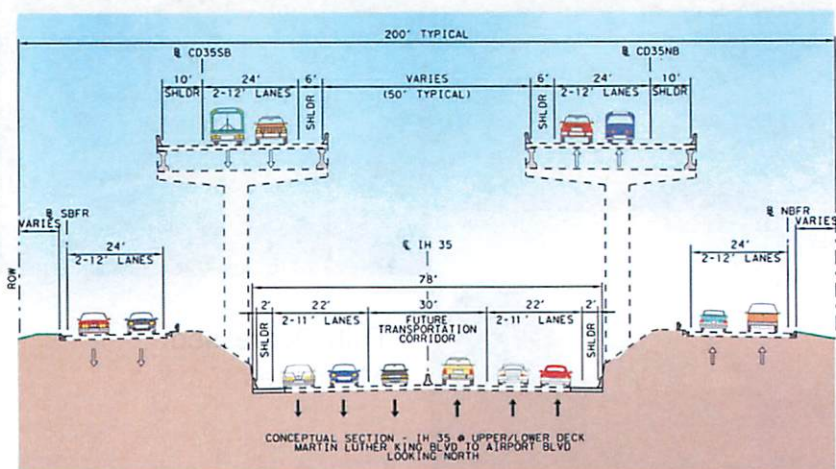 200' TYPICAL
℄ CD35SB
℄ CD35NB
10'
SHLDR
24'
2-12' LANES
6'
SHLDR
VARIES
(50' TYPICAL)
6'
SHLDR
24'
2-12' LANES
10'
SHLDR
℄ SBFR
VARIES
24'
2-12' LANES
ROW
℄ IH 35
78'
2'
SHLDR
22'
2-11' LANES
30'
FUTURE
TRANSPORTATION
CORRIDOR
22'
2-11' LANES
2'
SHLDR
℄ NBFR
VARIES
24'
2-12' LANES
ROW
CONCEPTUAL SECTION - IH 35 @ UPPER/LOWER DECK
MARTIN LUTHER KING BLVD TO AIRPORT BLVD
LOOKING NORTH